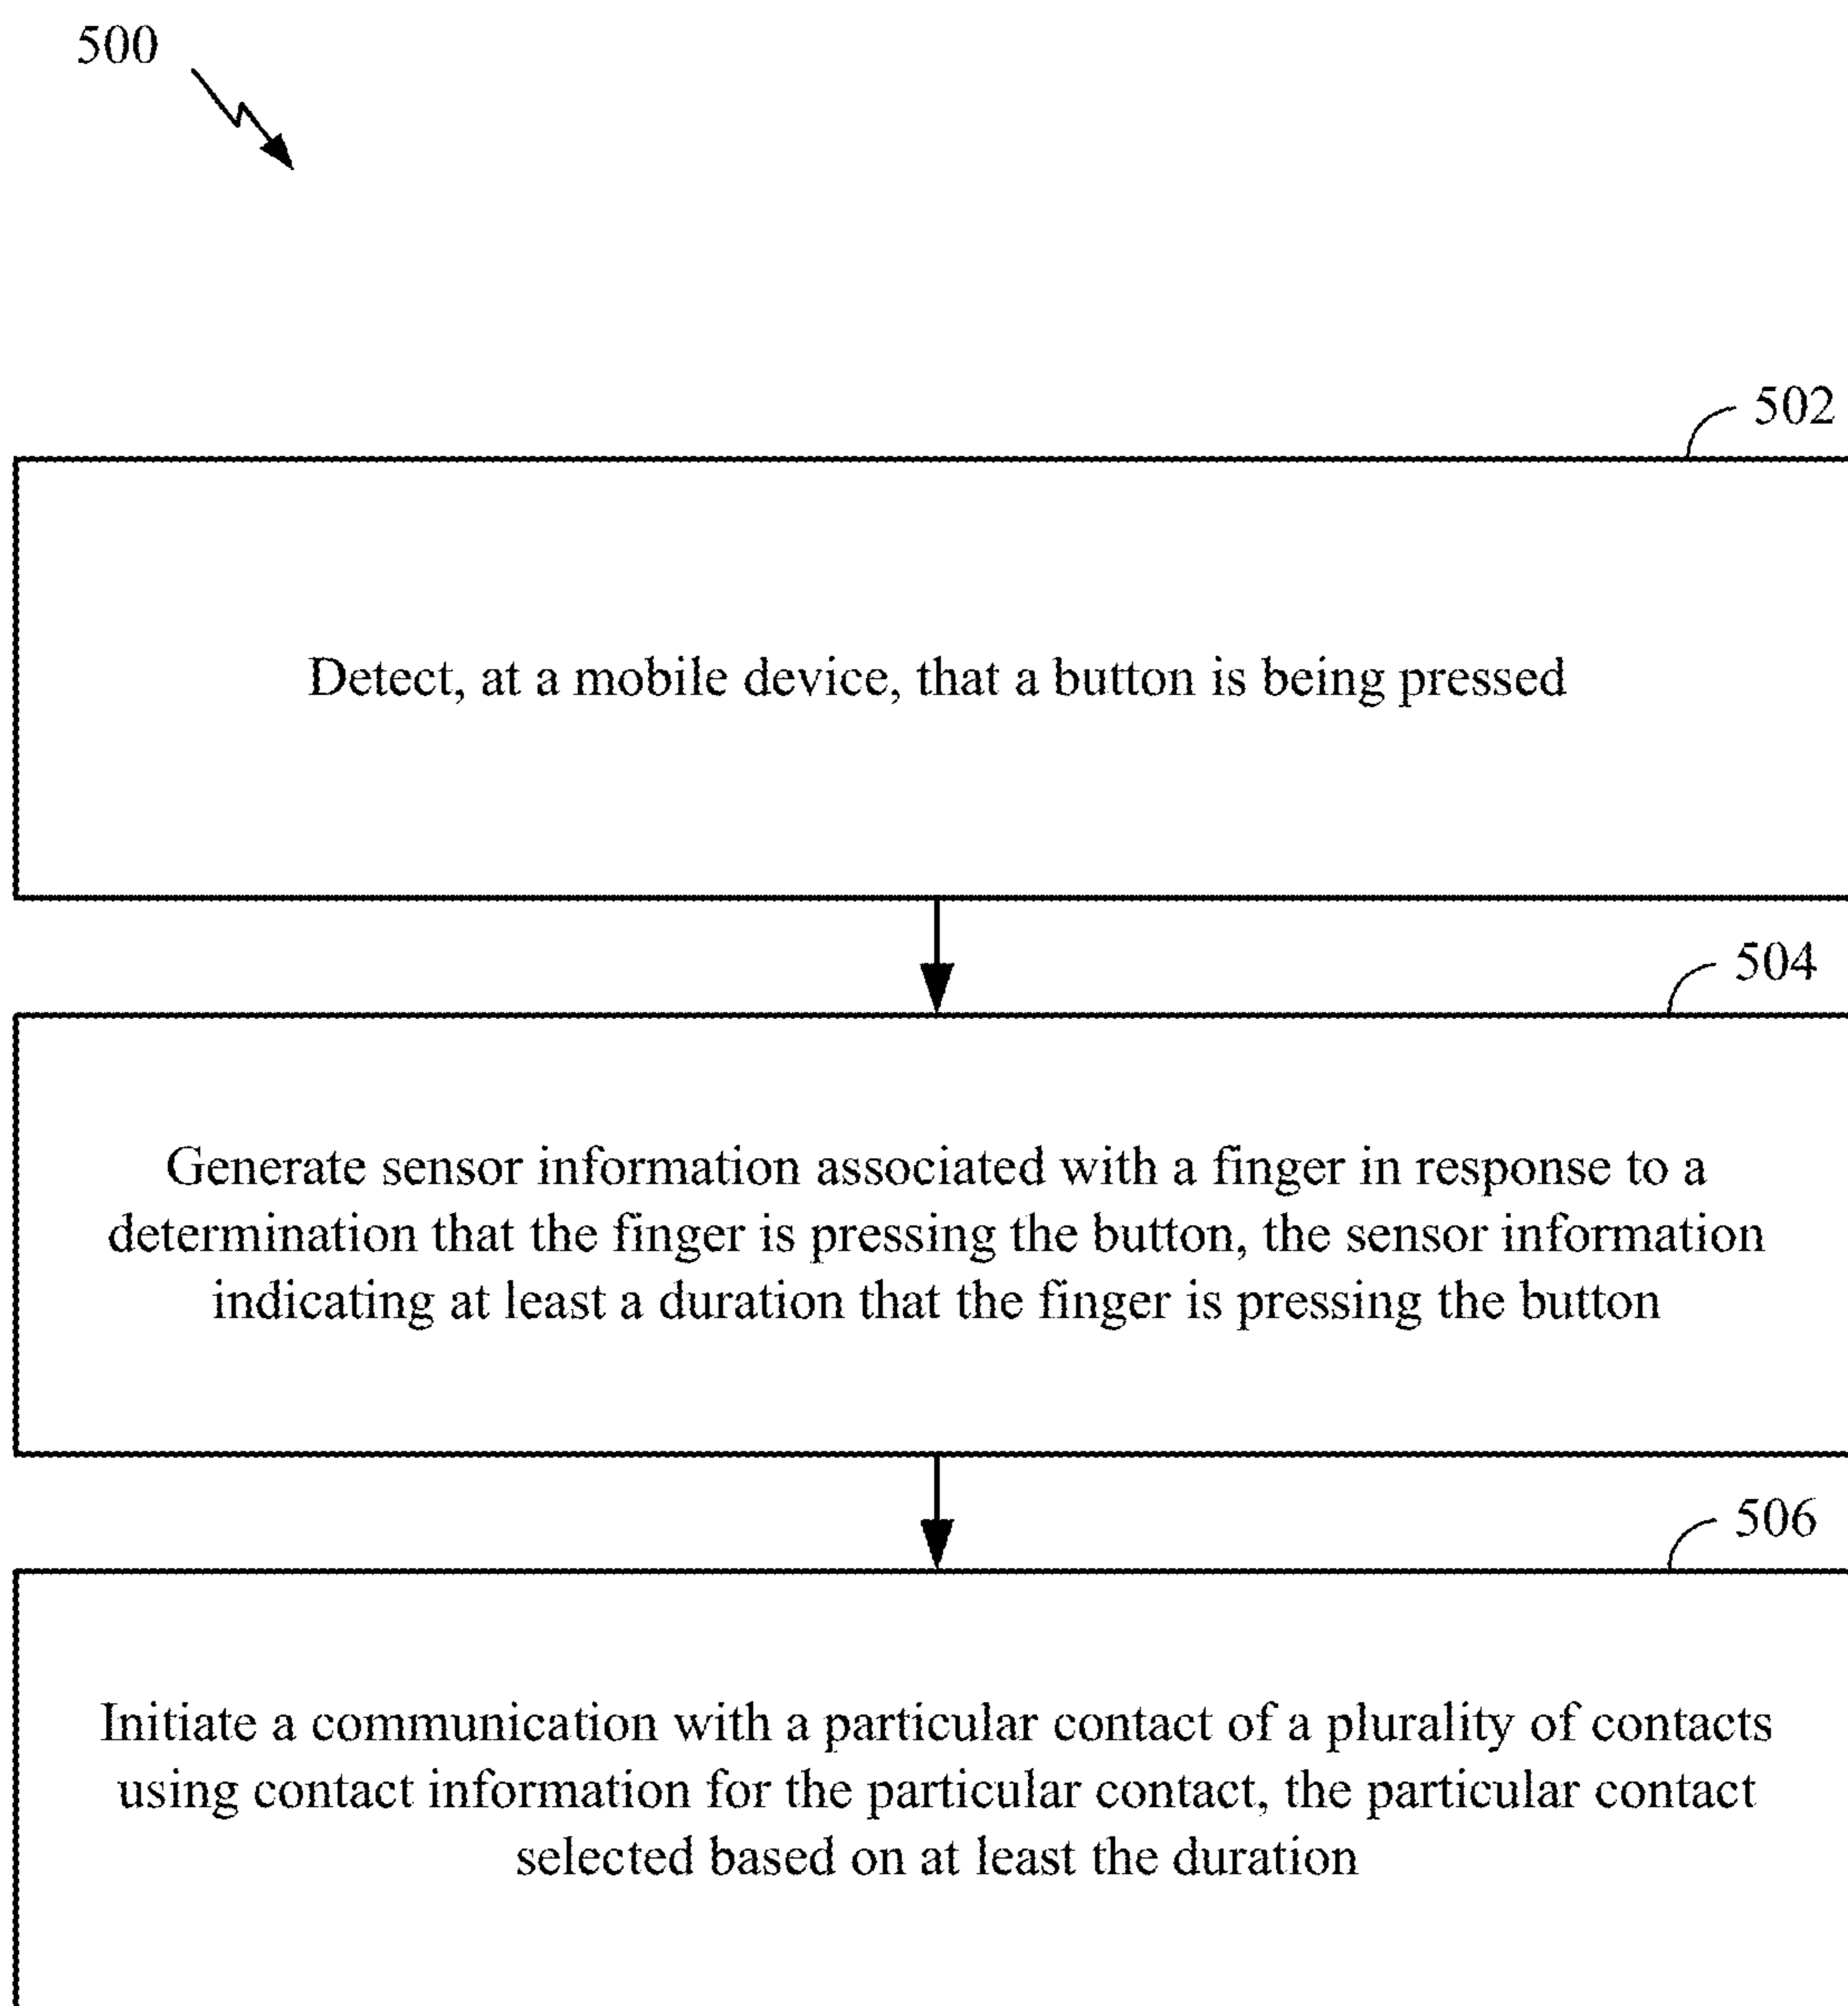 500
502
Detect, at a mobile device, that a button is being pressed
504
Generate sensor information associated with a finger in response to a
determination that the finger is pressing the button, the sensor information
indicating at least a duration that the finger is pressing the button
506
Initiate a communication with a particular contact of a plurality of contacts
using contact information for the particular contact, the particular contact
selected based on at least the duration